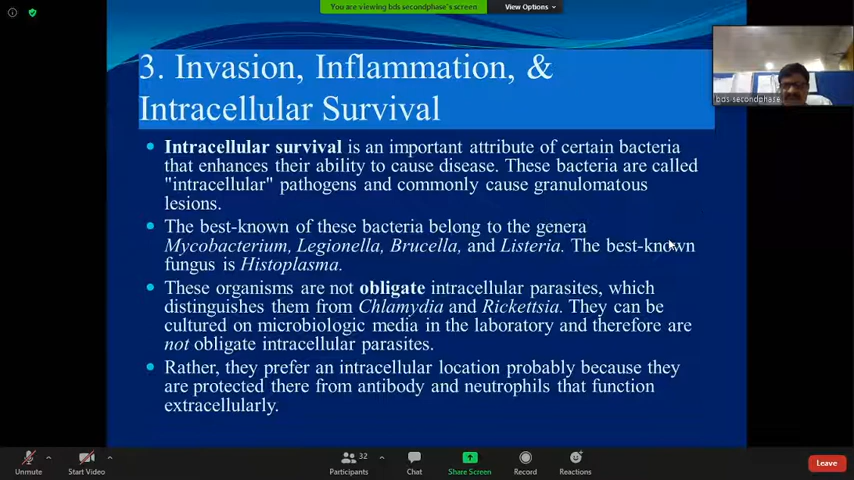 You are viewing bds secondphase's screen
View Options
3. Invasion, Inflammation, &
Intracellular Survival
bds secondphase
Intracellular survival is an important attribute of certain bacteria
that enhances their ability to cause disease. These bacteria are called
"intracellular" pathogens and commonly cause granulomatous
lesions.
The best-known of these bacteria belong to the genera
Mycobacterium, Legionella, Brucella, and Listeria. The best-known
fungus is Histoplasma.
These organisms are not obligate intracellular parasites, which
distinguishes them from Chlamydia and Rickettsia. They can be
cultured on microbiologic media in the laboratory and therefore are
not obligate intracellular parasites.
Rather, they prefer an intracellular location probably because they
are protected there from antibody and neutrophils that function
extracellularly.
Unmute
Start Video
32
Participants
Chat
Share Screen
Record
Reactions
Leave